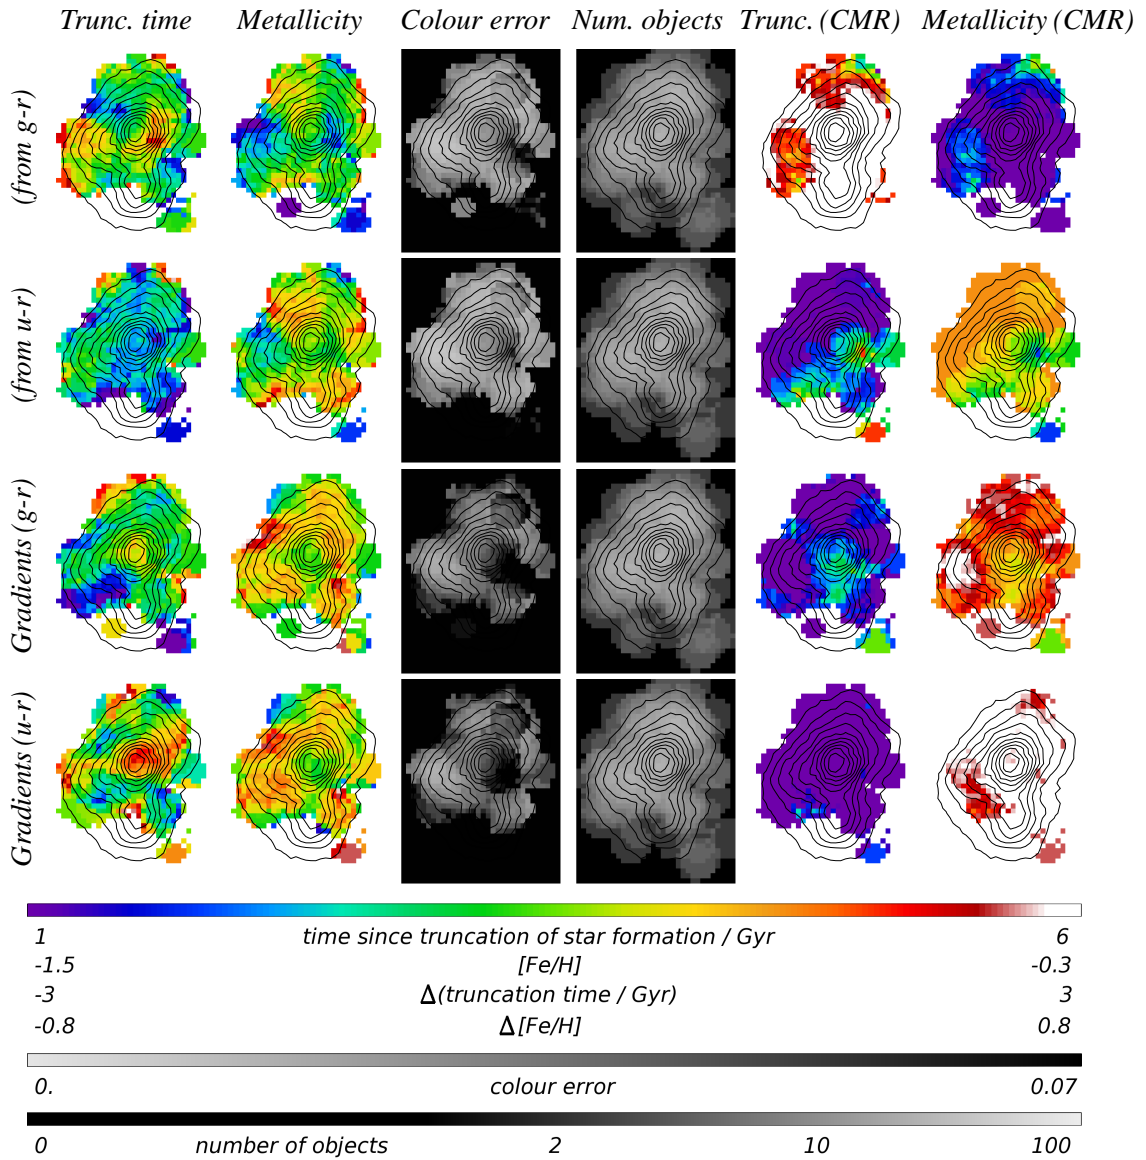 Trunc. time Metallicity Colour error Num. objects Trunc. (CMR) Metallicity (CMR)
(from g-r)
(from u-r)
Gradients (g-r)
Gradients (u-r)
1 time since truncation of star formation / Gyr 6
-1.5 [Fe/H] -0.3
-3 Δ(truncation time / Gyr) 3
-0.8 Δ[Fe/H] 0.8
0. colour error 0.07
0 number of objects 2 10 100